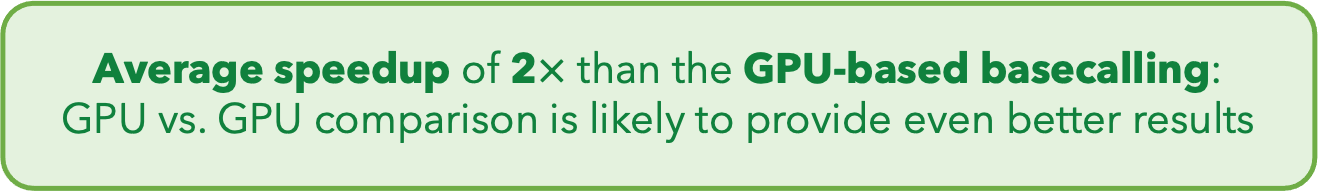 Average speedup of 2× than the GPU-based basecalling:
GPU vs. GPU comparison is likely to provide even better results